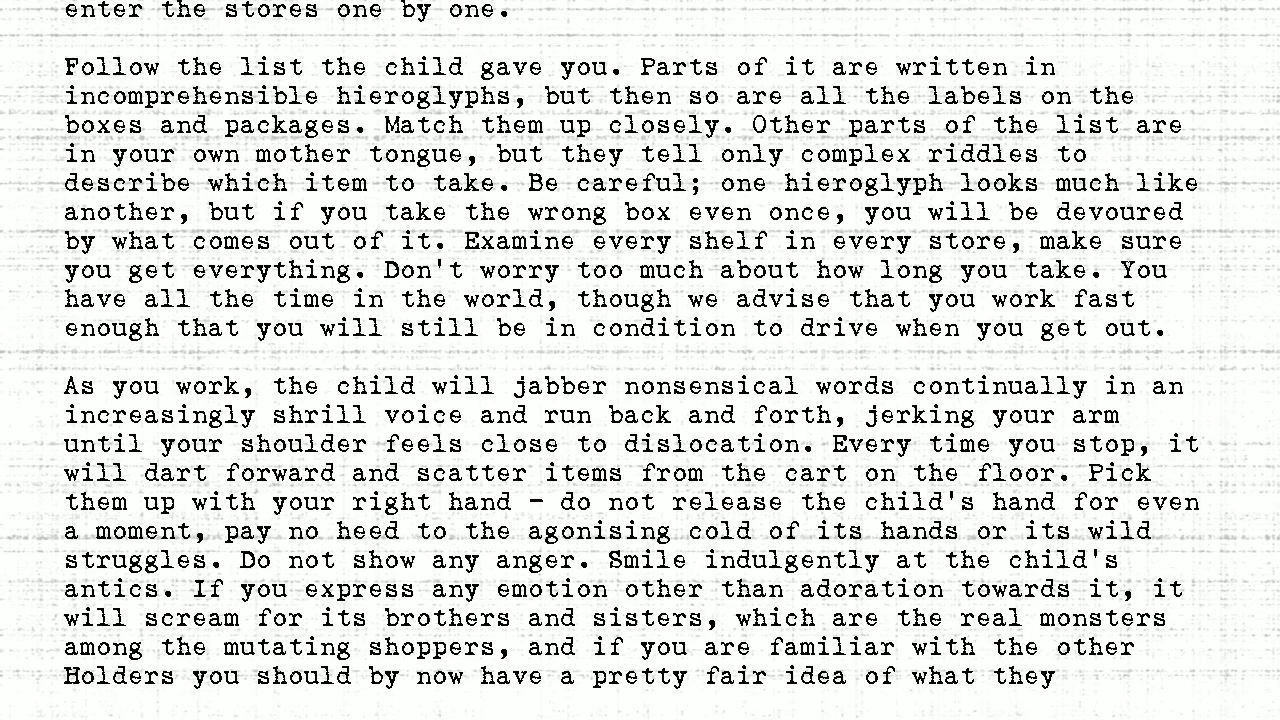 enter the stores one by one.
Follow the list the child gave you. Parts of it are written in
incomprehensible hieroglyphs, but then so are all the labels on the
boxes and packages. Match them up closely. Other parts of the list are
in your own mother tongue, but they tell only complex riddles to
describe which item to take. Be careful; one hieroglyph looks much like
another, but if you take the wrong box even once, you will be devoured
by what comes out of it. Examine every shelf in every store, make sure
you get everything. Don't worry too much about how long you take. You
have all the time in the world, though we advise that you work fast
enough that you will still be in condition to drive when you get out.
As you work, the child will jabber nonsensical words continually in an
increasingly shrill voice and run back and forth, jerking your arm
until your shoulder feels close to dislocation. Every time you stop, it
will dart forward and scatter items from the cart on the floor. Pick
them up with your right hand – do not release the child's hand for even
a moment, pay no heed to the agonising cold of its hands or its wild
struggles. Do not show any anger. Smile indulgently at the child's
antics. If you express any emotion other than adoration towards it, it
will scream for its brothers and sisters, which are the real monsters
among the mutating shoppers, and if you are familiar with the other
Holders you should by now have a pretty fair idea of what they